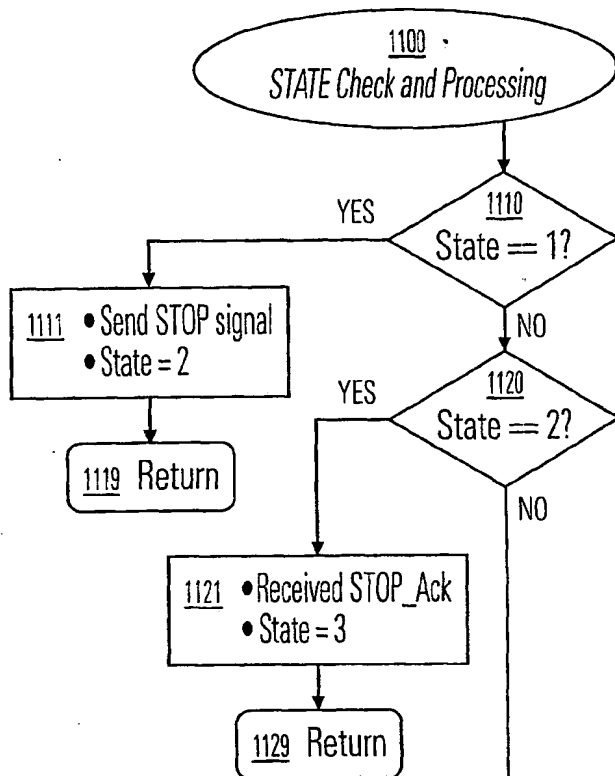 1100
STATE Check and Processing
1110
State == 1?
YES
NO
1111 • Send STOP signal
• State = 2
1119 Return
1120
State == 2?
YES
NO
1121 • Received STOP_Ack
• State = 3
1129 Return